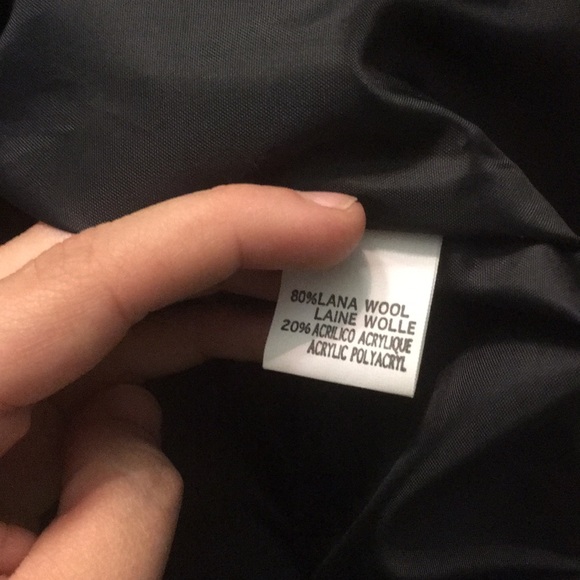 80%LANA WOOL
LAINE WOLLE
20%ACRILICO ACRYLIQUE
ACRYLIC POLYACRYL